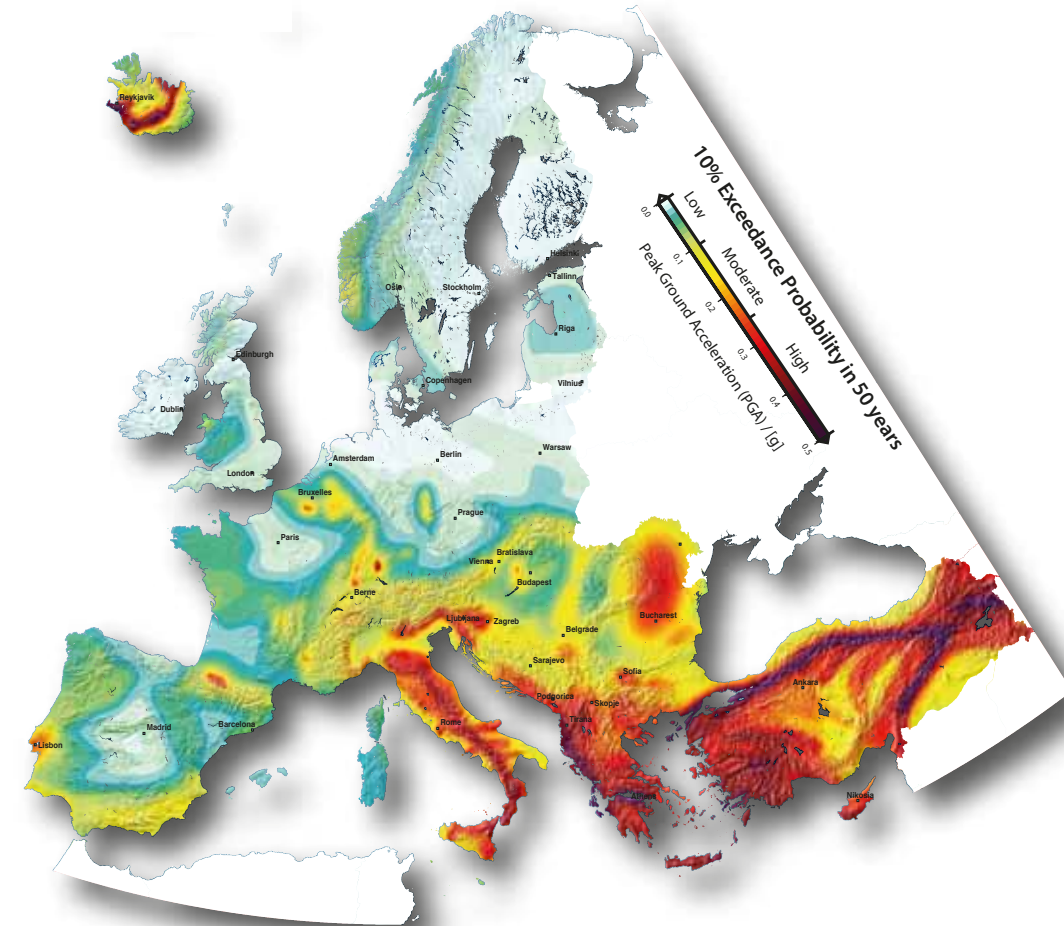 Reykjavik
10% Exceedance Probability in 50 years
Low
Moderate
High
0.0
0.1
0.2
0.3
0.4
0.5
Peak Ground Acceleration (PGA) / [g]
Helsinki
Tallinn
Oslo
Stockholm
Riga
Edinburgh
Copenhagen
Vilnius
Dublin
Warsaw
Berlin
Amsterdam
London
Bruxelles
Prague
Paris
Bratislava
Vienna
Budapest
Berne
Bucharest
Ljubljana
Zagreb
Belgrade
Sarajevo
Sofia
Ankara
Podgorica
Skopje
Tirana
Rome
Barcelona
Madrid
Lisbon
Athens
Nikosia